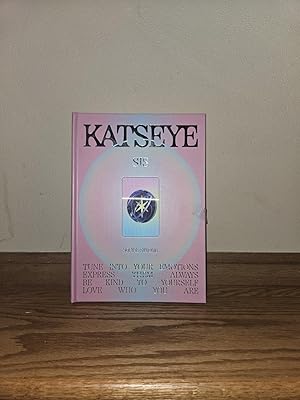 KATSEYE
SIS
TUNE INTO YOUR EMOTIONS
EXPRESS THEM ALWAYS
BE KIND TO YOURSELF
LOVE WHO YOU ARE